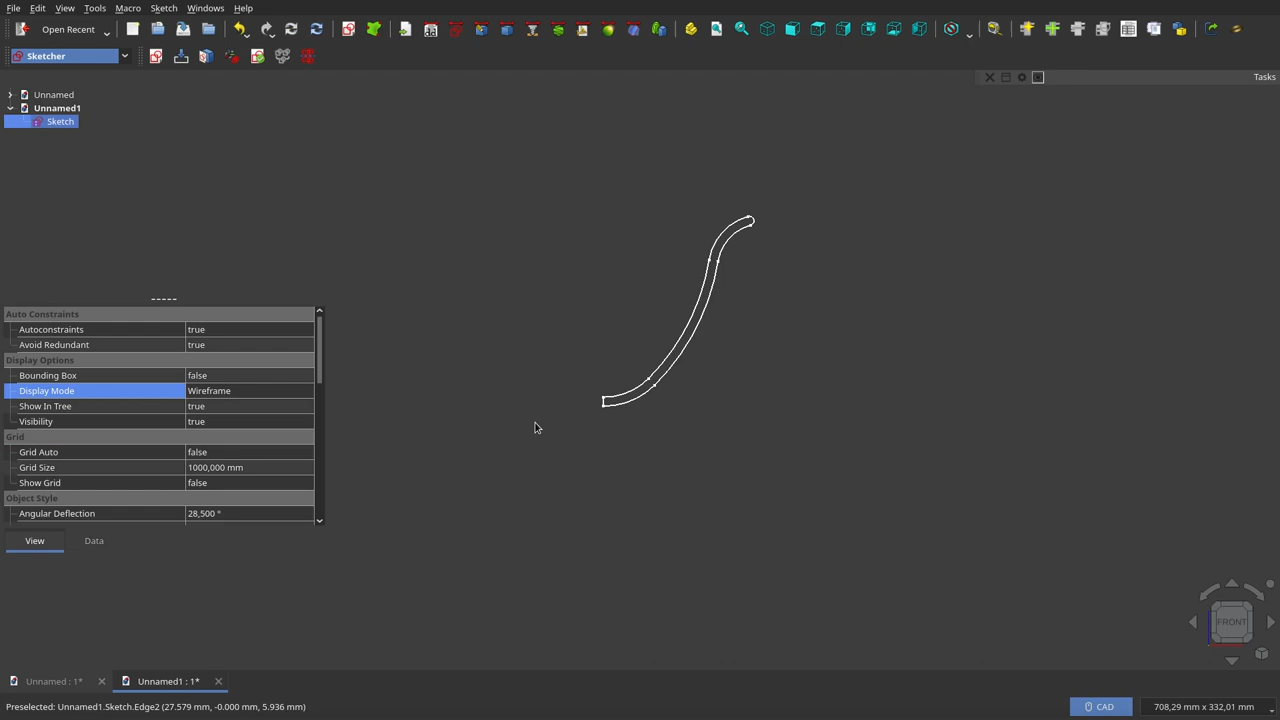 File Edit View Tools Macro Sketch Windows Help
Open Recent
Sketcher
Tasks
Unnamed
Unnamed1
Sketch
Auto Constraints
Autoconstraints true
Avoid Redundant true
Display Options
Bounding Box false
Display Mode Wireframe
Show In Tree true
Visibility true
Grid
Grid Auto false
Grid Size 1000,000 mm
Show Grid false
Object Style
Angular Deflection 28,500 °
View Data
FRONT
Unnamed : 1* Unnamed1 : 1*
Preselected: Unnamed1.Sketch.Edge2 (27.579 mm, -0.000 mm, 5.936 mm) CAD 708,29 mm x 332,01 mm